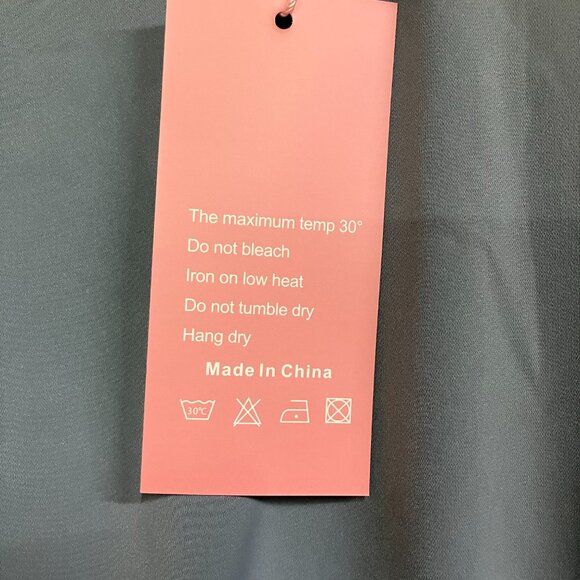 The maximum temp 30°
Do not bleach
Iron on low heat
Do not tumble dry
Hang dry
Made In China
30°C